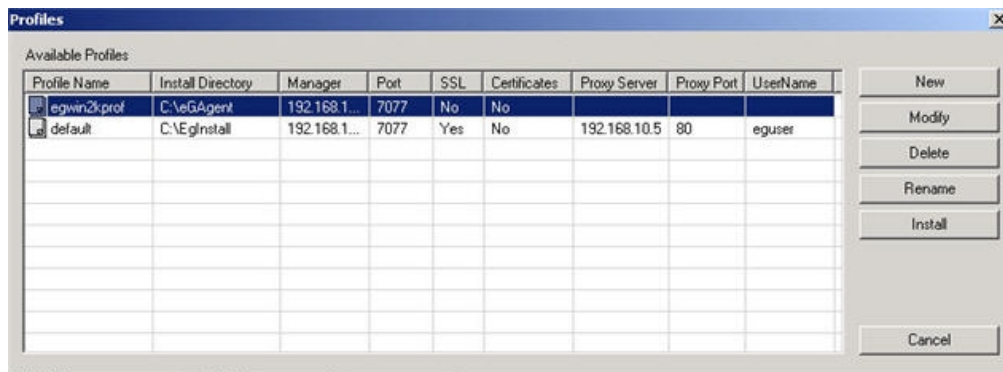 Profiles
Available Profiles
Profile Name Install Directory Manager Port SSL Certificates Proxy Server Proxy Port UserName
egwin2kprof C:\eGAgent 192.168.1... 7077 No No
default C:\EgInstall 192.168.1... 7077 Yes No 192.168.10.5 80 eguser
New
Modify
Delete
Rename
Install
Cancel